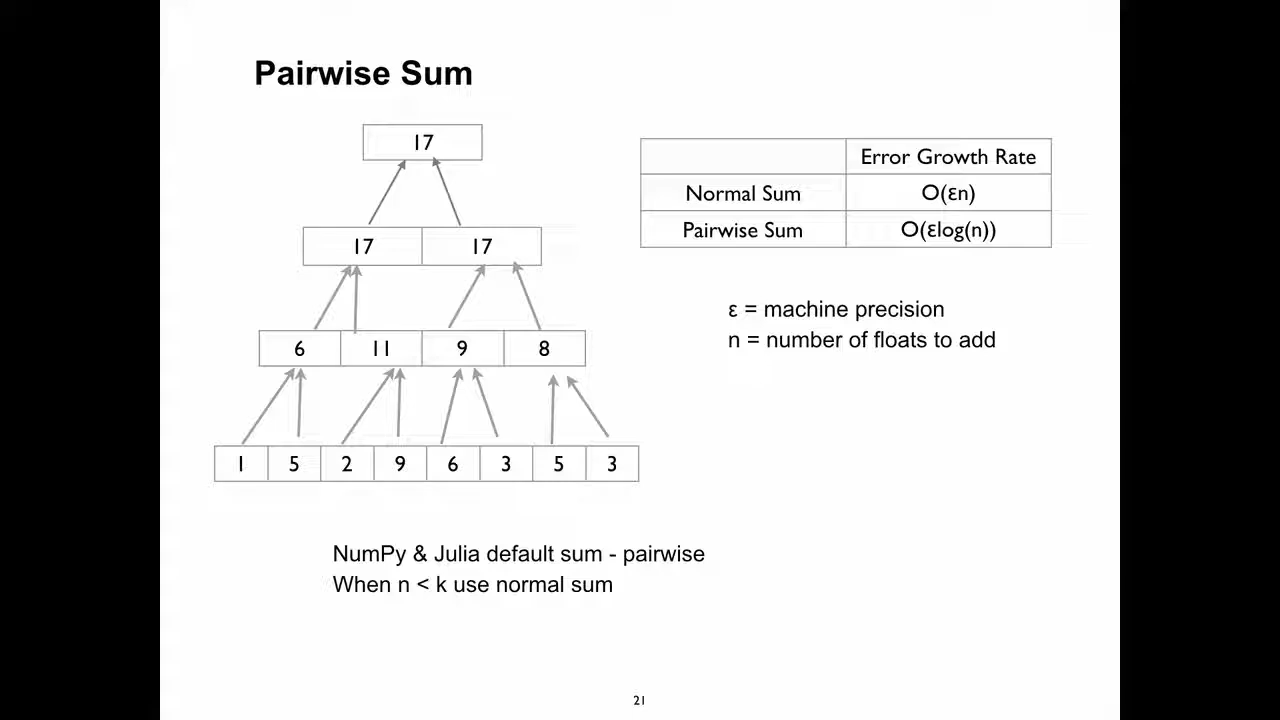 Pairwise Sum
17
17 17
6 11 9 8
1 5 2 9 6 3 5 3
Error Growth Rate
Normal Sum O(εn)
Pairwise Sum O(εlog(n))
ε = machine precision
n = number of floats to add
NumPy & Julia default sum - pairwise
When n < k use normal sum
21